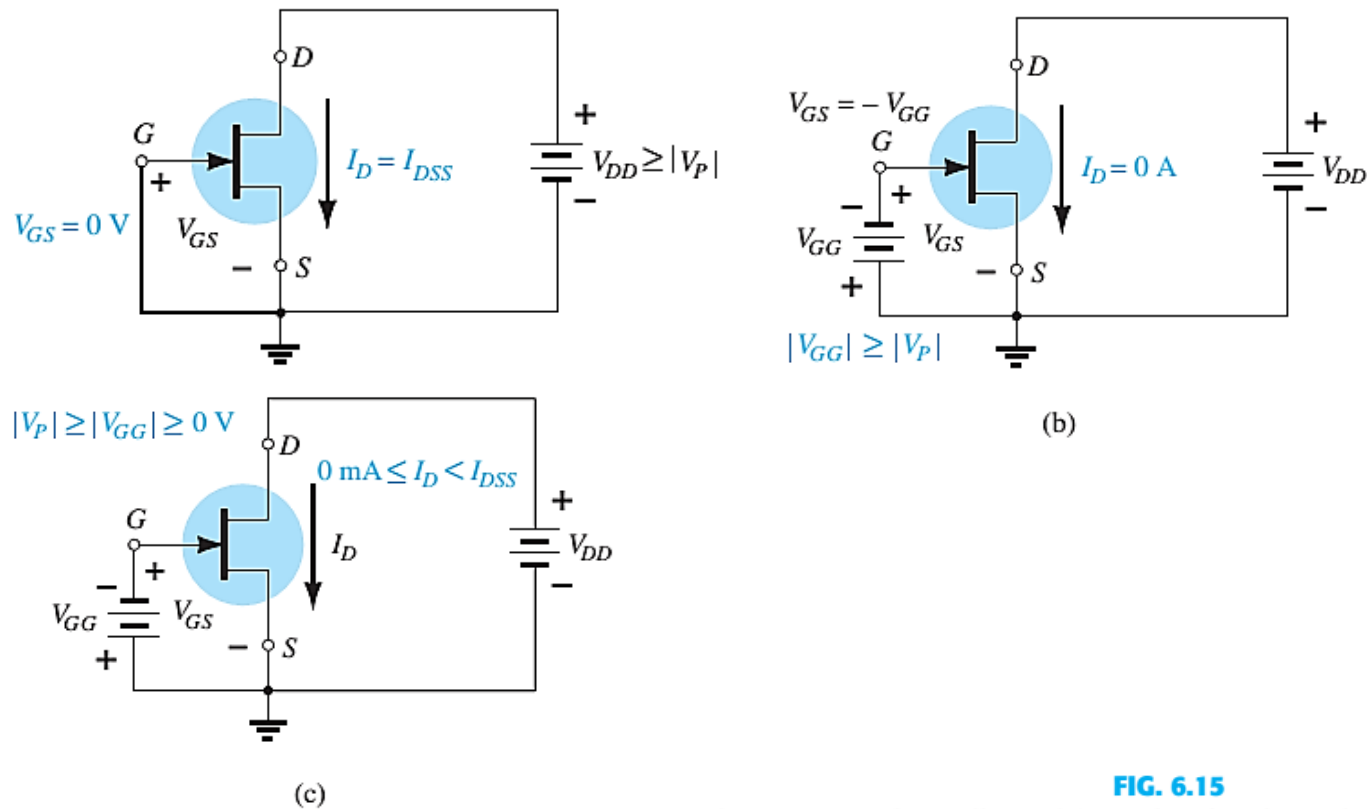 D
+
G
I_D = I_DSS
V_DD ≥ |V_P|
+
−
V_GS = 0 V
V_GS
−
S
D
V_GS = − V_GG
+
G
I_D = 0 A
V_DD
−
+
−
V_GG
V_GS
−
S
+
|V_GG| ≥ |V_P|
(b)
|V_P| ≥ |V_GG| ≥ 0 V
D
0 mA ≤ I_D < I_DSS
+
G
I_D
V_DD
−
+
−
V_GG
V_GS
−
S
+
(c)
FIG. 6.15